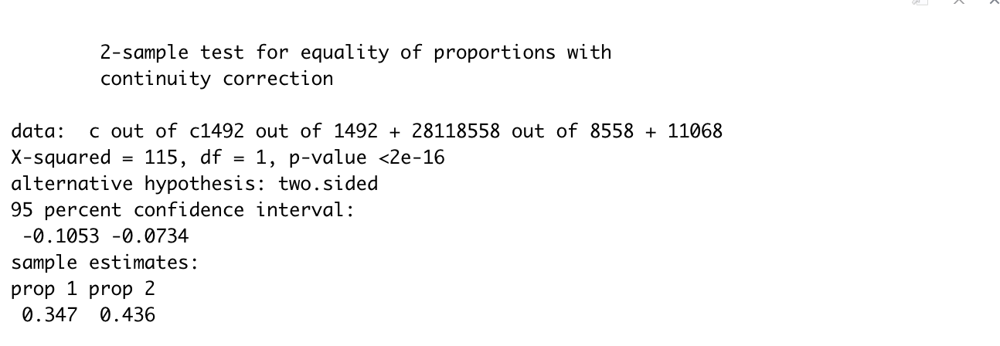 2-sample test for equality of proportions with
continuity correction
data:  c out of c1492 out of 1492 + 28118558 out of 8558 + 11068
X-squared = 115, df = 1, p-value <2e-16
alternative hypothesis: two.sided
95 percent confidence interval:
-0.1053 -0.0734
sample estimates:
prop 1 prop 2
0.347  0.436